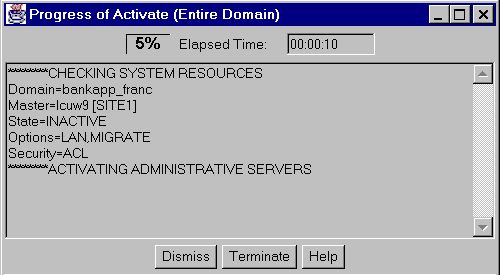 Progress of Activate (Entire Domain)
5% Elapsed Time: 00:00:10
********CHECKING SYSTEM RESOURCES
Domain=bankapp_franc
Master=lcuw9 [SITE1]
State=INACTIVE
Options=LAN,MIGRATE
Security=ACL
********ACTIVATING ADMINISTRATIVE SERVERS
Dismiss Terminate Help